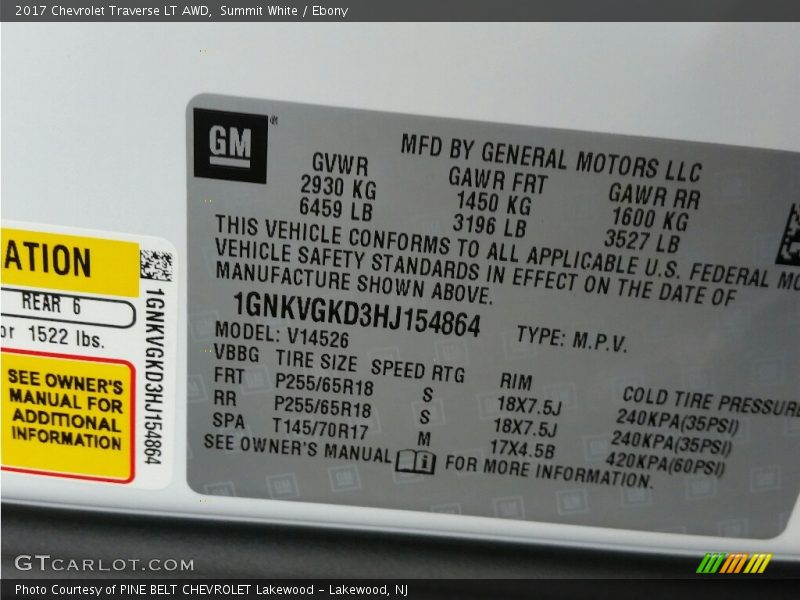 2017 Chevrolet Traverse LT AWD, Summit White / Ebony
GM ®
MFD BY GENERAL MOTORS LLC
GVWR GAWR FRT GAWR RR
2930 KG 1450 KG 1600 KG
6459 LB 3196 LB 3527 LB
THIS VEHICLE CONFORMS TO ALL APPLICABLE U.S. FEDERAL
VEHICLE SAFETY STANDARDS IN EFFECT ON THE DATE OF
MANUFACTURE SHOWN ABOVE.
1GNKVGKD3HJ154864 TYPE: M.P.V.
MODEL: V14526
VBBG TIRE SIZE SPEED RTG RIM COLD TIRE PRESSURE
FRT P255/65R18 S 18X7.5J 240KPA(35PSI)
RR P255/65R18 S 18X7.5J 240KPA(35PSI)
SPA T145/70R17 M 17X4.5B 420KPA(60PSI)
SEE OWNER'S MANUAL i FOR MORE INFORMATION.
ATION
REAR 6
or 1522 lbs.
SEE OWNER'S
MANUAL FOR
ADDITIONAL
INFORMATION
1GNKVGKD3HJ154864
GTCARLOT.COM
Photo Courtesy of PINE BELT CHEVROLET Lakewood - Lakewood, NJ